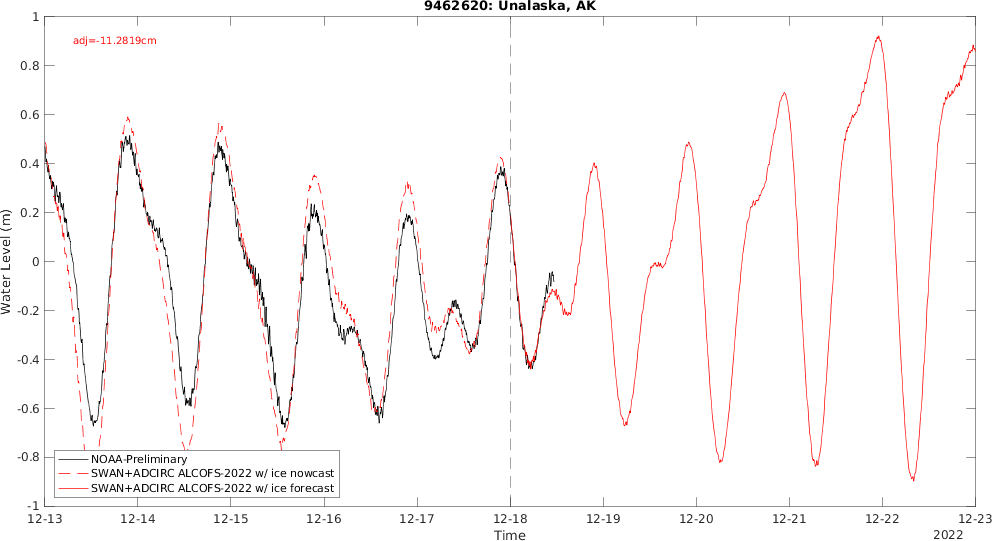 9462620: Unalaska, AK
adj=-11.2819cm
Water Level (m)
1
0.8
0.6
0.4
0.2
0
-0.2
-0.4
-0.6
-0.8
-1
NOAA-Preliminary
SWAN+ADCIRC ALCOFS-2022 w/ ice nowcast
SWAN+ADCIRC ALCOFS-2022 w/ ice forecast
12-13 12-14 12-15 12-16 12-17 12-18 12-19 12-20 12-21 12-22 12-23
Time
2022